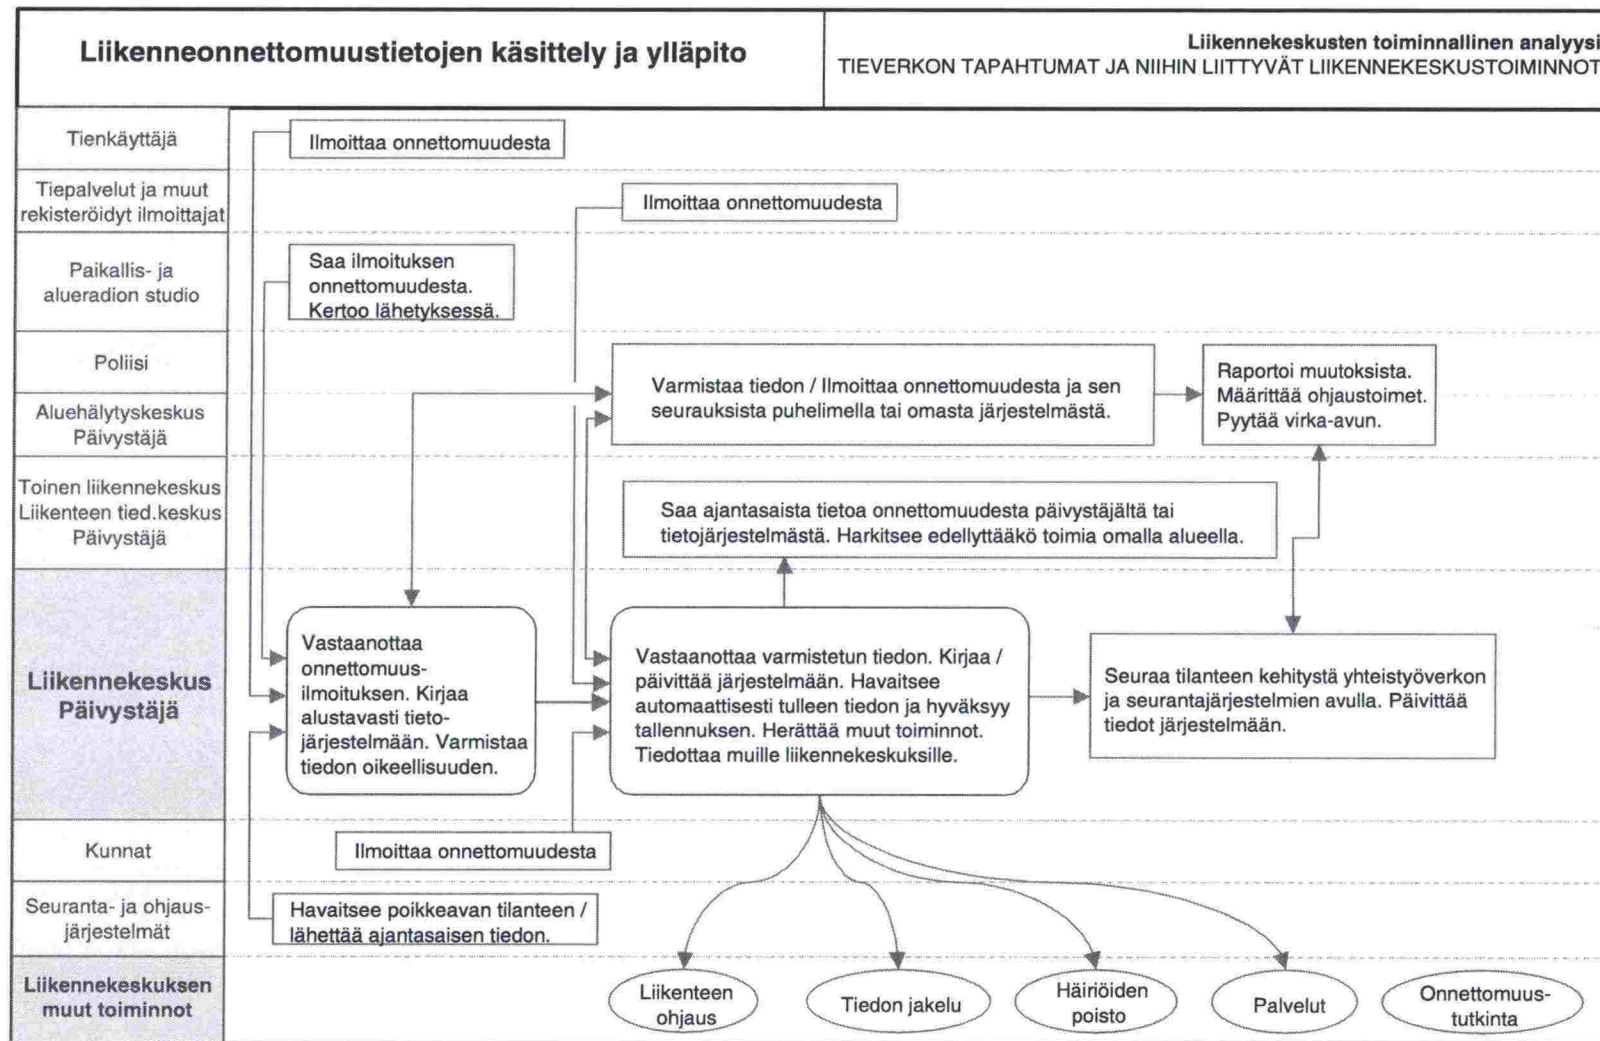 Liikenneonnettomuustietojen käsittely ja ylläpito
Liikennekeskusten toiminnallinen analyysi
TIEVERKON TAPAHTUMAT JA NIIHIN LIITTYVÄT LIIKENNEKESKUSTOIMINNOT
Tienkäyttäjä
Ilmoittaa onnettomuudesta
Tiepalvelut ja muut
rekisteröidyt ilmoittajat
Ilmoittaa onnettomuudesta
Paikallis- ja
alueradion studio
Saa ilmoituksen
onnettomuudesta.
Kertoo lähetyksessä.
Poliisi
Aluehälytyskeskus
Päivystäjä
Varmistaa tiedon / Ilmoittaa onnettomuudesta ja sen
seurauksista puhelimella tai omasta järjestelmästä.
Raportoi muutoksista.
Määrittää ohjaustoimet.
Pyytää virka-avun.
Toinen liikennekeskus
Liikenteen tied.keskus
Päivystäjä
Saa ajantasaista tietoa onnettomuudesta päivystäjältä tai
tietojärjestelmästä. Harkitsee edellyttääkö toimia omalla alueella.
Liikennekeskus
Päivystäjä
Vastaanottaa
onnettomuus-
ilmoituksen. Kirjaa
alustavasti tieto-
järjestelmään. Varmistaa
tiedon oikeellisuuden.
Vastaanottaa varmistetun tiedon. Kirjaa /
päivittää järjestelmään. Havaitsee
automaattisesti tulleen tiedon ja hyväksyy
tallennuksen. Herättää muut toiminnot.
Tiedottaa muille liikennekeskuksille.
Seuraa tilanteen kehitystä yhteistyöverkon
ja seurantajärjestelmien avulla. Päivittää
tiedot järjestelmään.
Kunnat
Ilmoittaa onnettomuudesta
Seuranta- ja ohjaus-
järjestelmät
Havaitsee poikkeavan tilanteen /
lähettää ajantasaisen tiedon.
Liikennekeskuksen
muut toiminnot
Liikenteen
ohjaus
Tiedon jakelu
Häiriöiden
poisto
Palvelut
Onnettomuus-
tutkinta